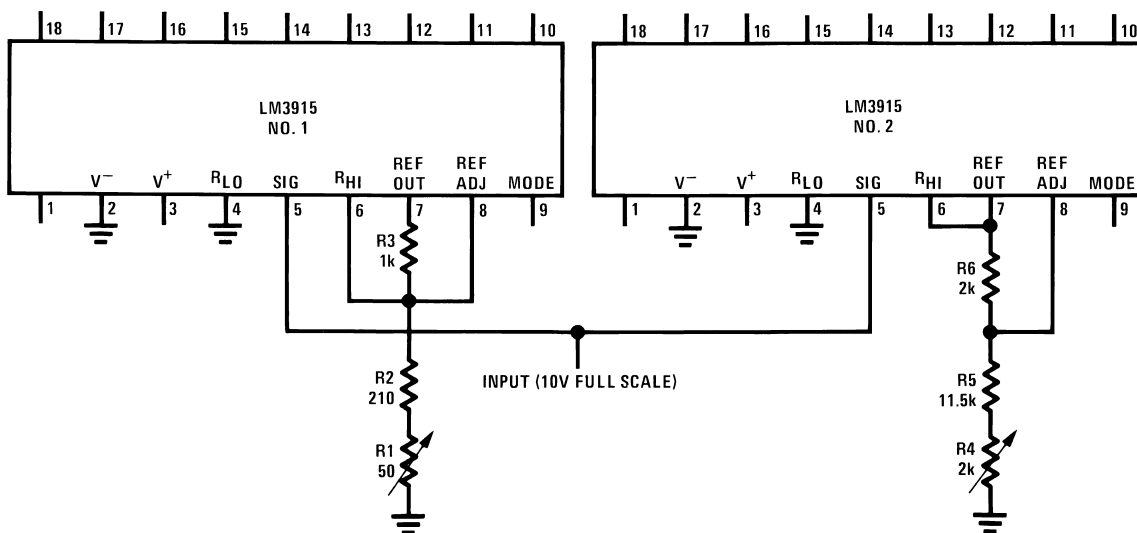 18 17 16 15 14 13 12 11 10
LM3915
NO. 1
V− V+ RLO SIG RHI REF OUT REF ADJ MODE
1 2 3 4 5 6 7 8 9
18 17 16 15 14 13 12 11 10
LM3915
NO. 2
V− V+ RLO SIG RHI REF OUT REF ADJ MODE
1 2 3 4 5 6 7 8 9
R3
1k
R2
210
R1
50
INPUT (10V FULL SCALE)
R6
2k
R5
11.5k
R4
2k